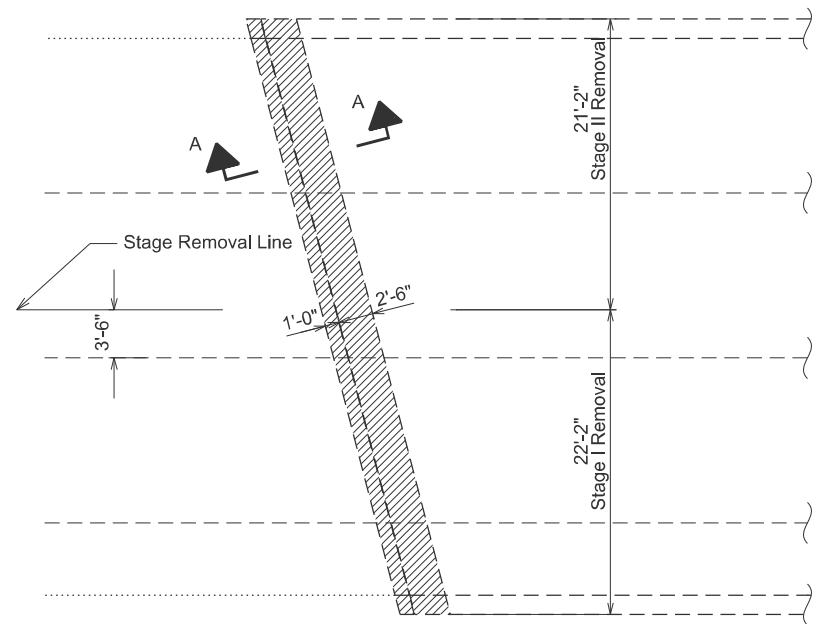 21'-2"
Stage II Removal
A
A
Stage Removal Line
3'-6"
1'-0"
2'-6"
22'-2"
Stage I Removal